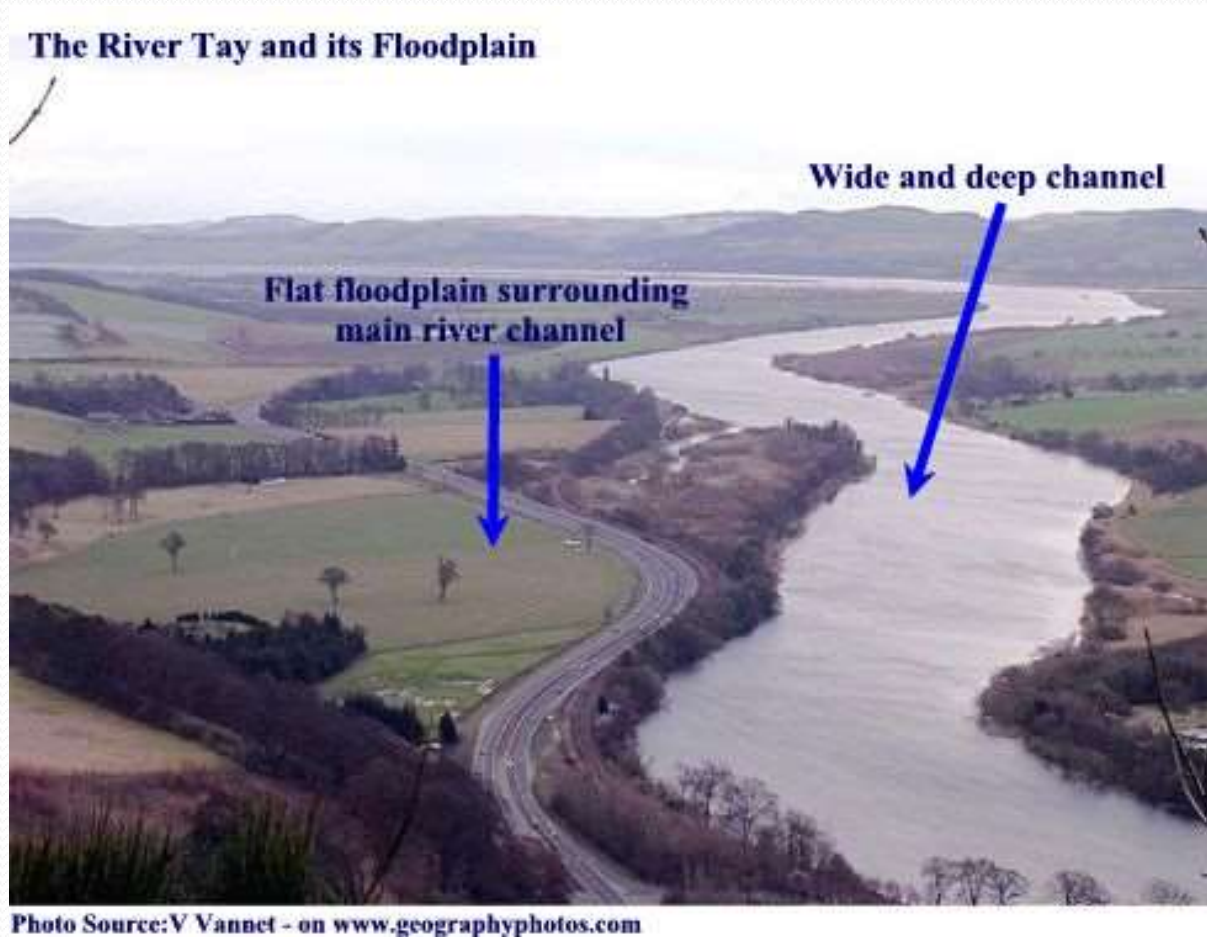 The River Tay and its Floodplain
Wide and deep channel
Flat floodplain surrounding
main river channel
Photo Source:V Vannet - on www.geographyphotos.com